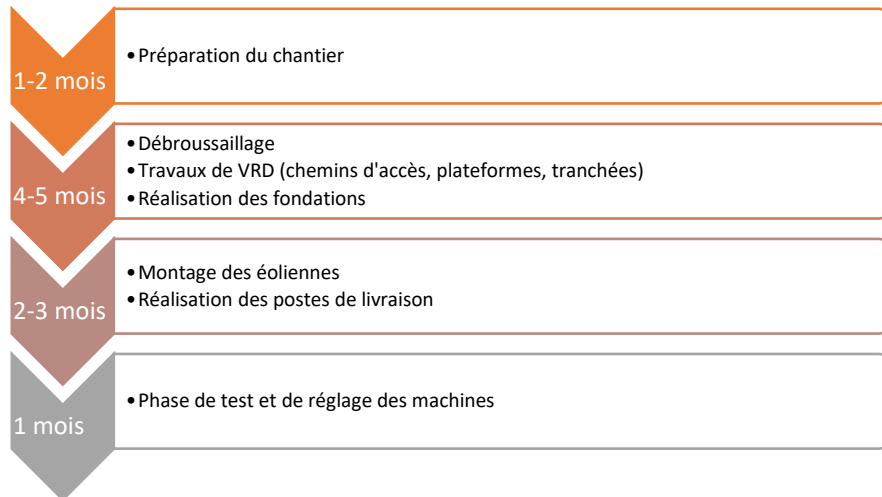 1-2 mois
•Préparation du chantier
4-5 mois
•Débroussaillage
•Travaux de VRD (chemins d'accès, plateformes, tranchées)
•Réalisation des fondations
2-3 mois
•Montage des éoliennes
•Réalisation des postes de livraison
1 mois
•Phase de test et de réglage des machines